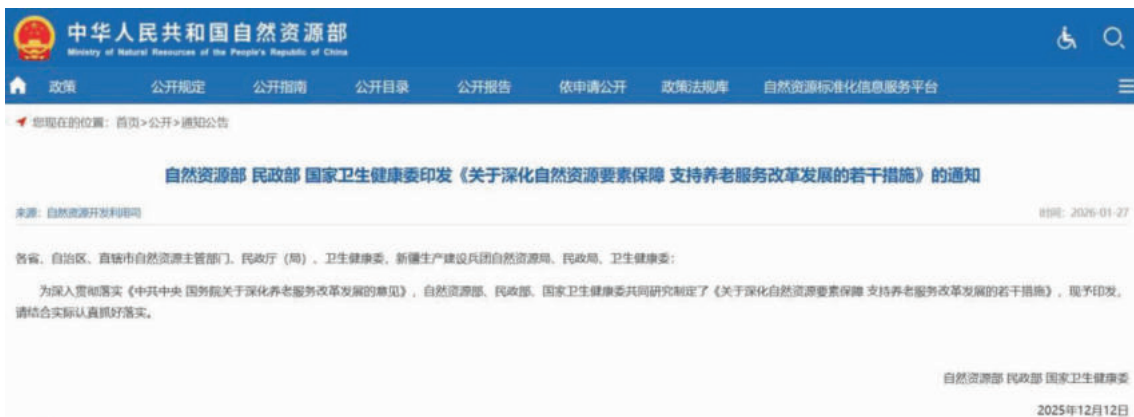 中华人民共和国自然资源部
Ministry of Natural Resources of the People's Republic of China
政策 公开规定 公开指南 公开目录 公开报告 依申请公开 政策法规库 自然资源标准化信息服务平台
您现在的位置：首页>公开>通知公告
自然资源部 民政部 国家卫生健康委印发《关于深化自然资源要素保障 支持养老服务改革发展的若干措施》的通知
来源：自然资源开发利用司 时间：2026-01-27
各省、自治区、直辖市自然资源主管部门、民政厅（局）、卫生健康委，新疆生产建设兵团自然资源局、民政局、卫生健康委：
为深入贯彻落实《中共中央 国务院关于深化养老服务改革发展的意见》，自然资源部、民政部、国家卫生健康委共同研究制定了《关于深化自然资源要素保障 支持养老服务改革发展的若干措施》，现予印发，
请结合实际认真抓好落实。
自然资源部 民政部 国家卫生健康委
2025年12月12日